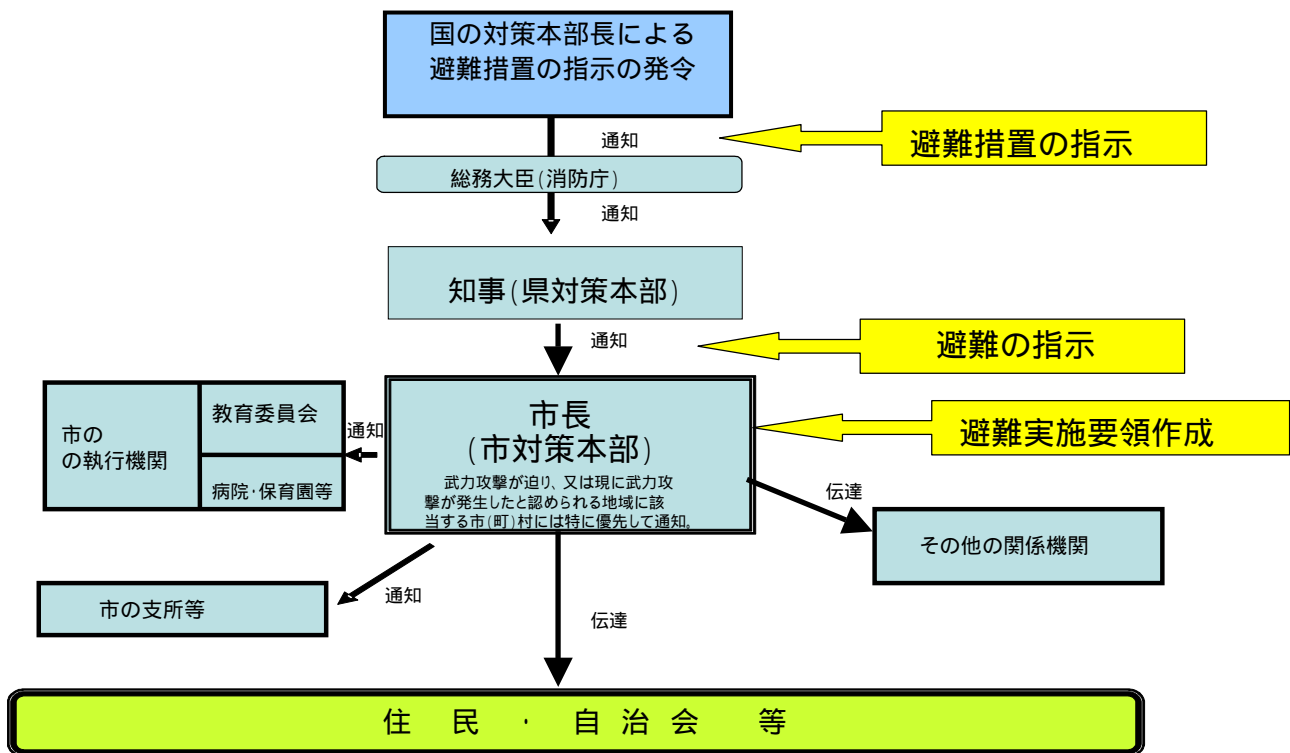 国の対策本部長による
避難措置の指示の発令
通知
避難措置の指示
総務大臣(消防庁)
通知
知事(県対策本部)
通知
避難の指示
市の
の執行機関
教育委員会
病院・保育園等
通知
市長
(市対策本部)
武力攻撃が迫り、又は現に武力攻
撃が発生したと認められる地域に該
当する市(町)村には特に優先して通知。
避難実施要領作成
伝達
その他の関係機関
通知
市の支所等
伝達
住 民 ・ 自 治 会 等